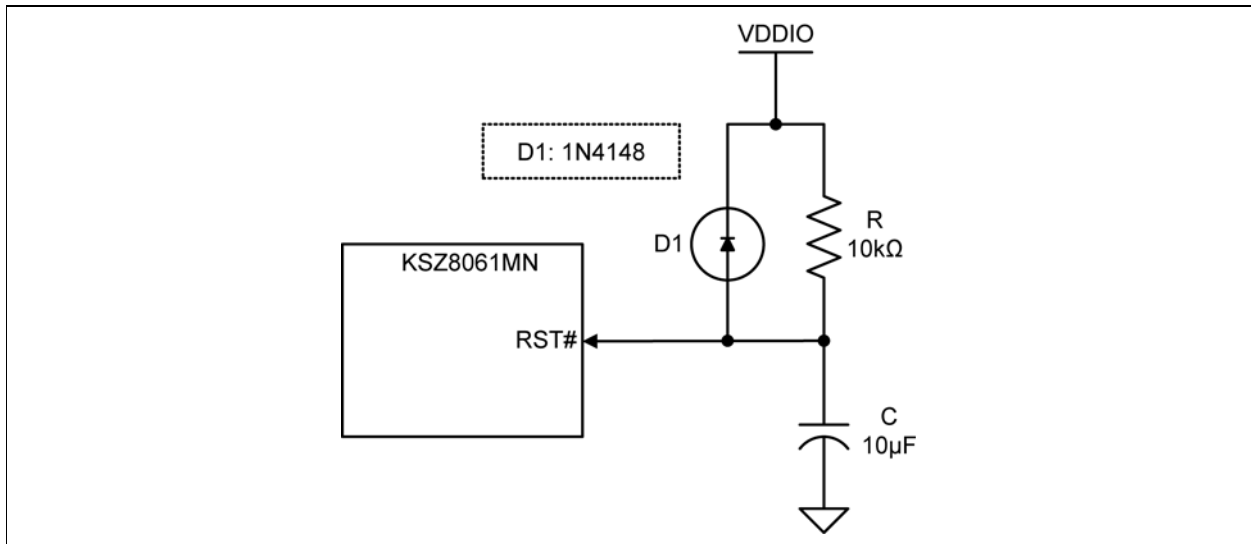 VDDIO
D1: 1N4148
R
10kΩ
D1
KSZ8061MN
RST#
C
10µF